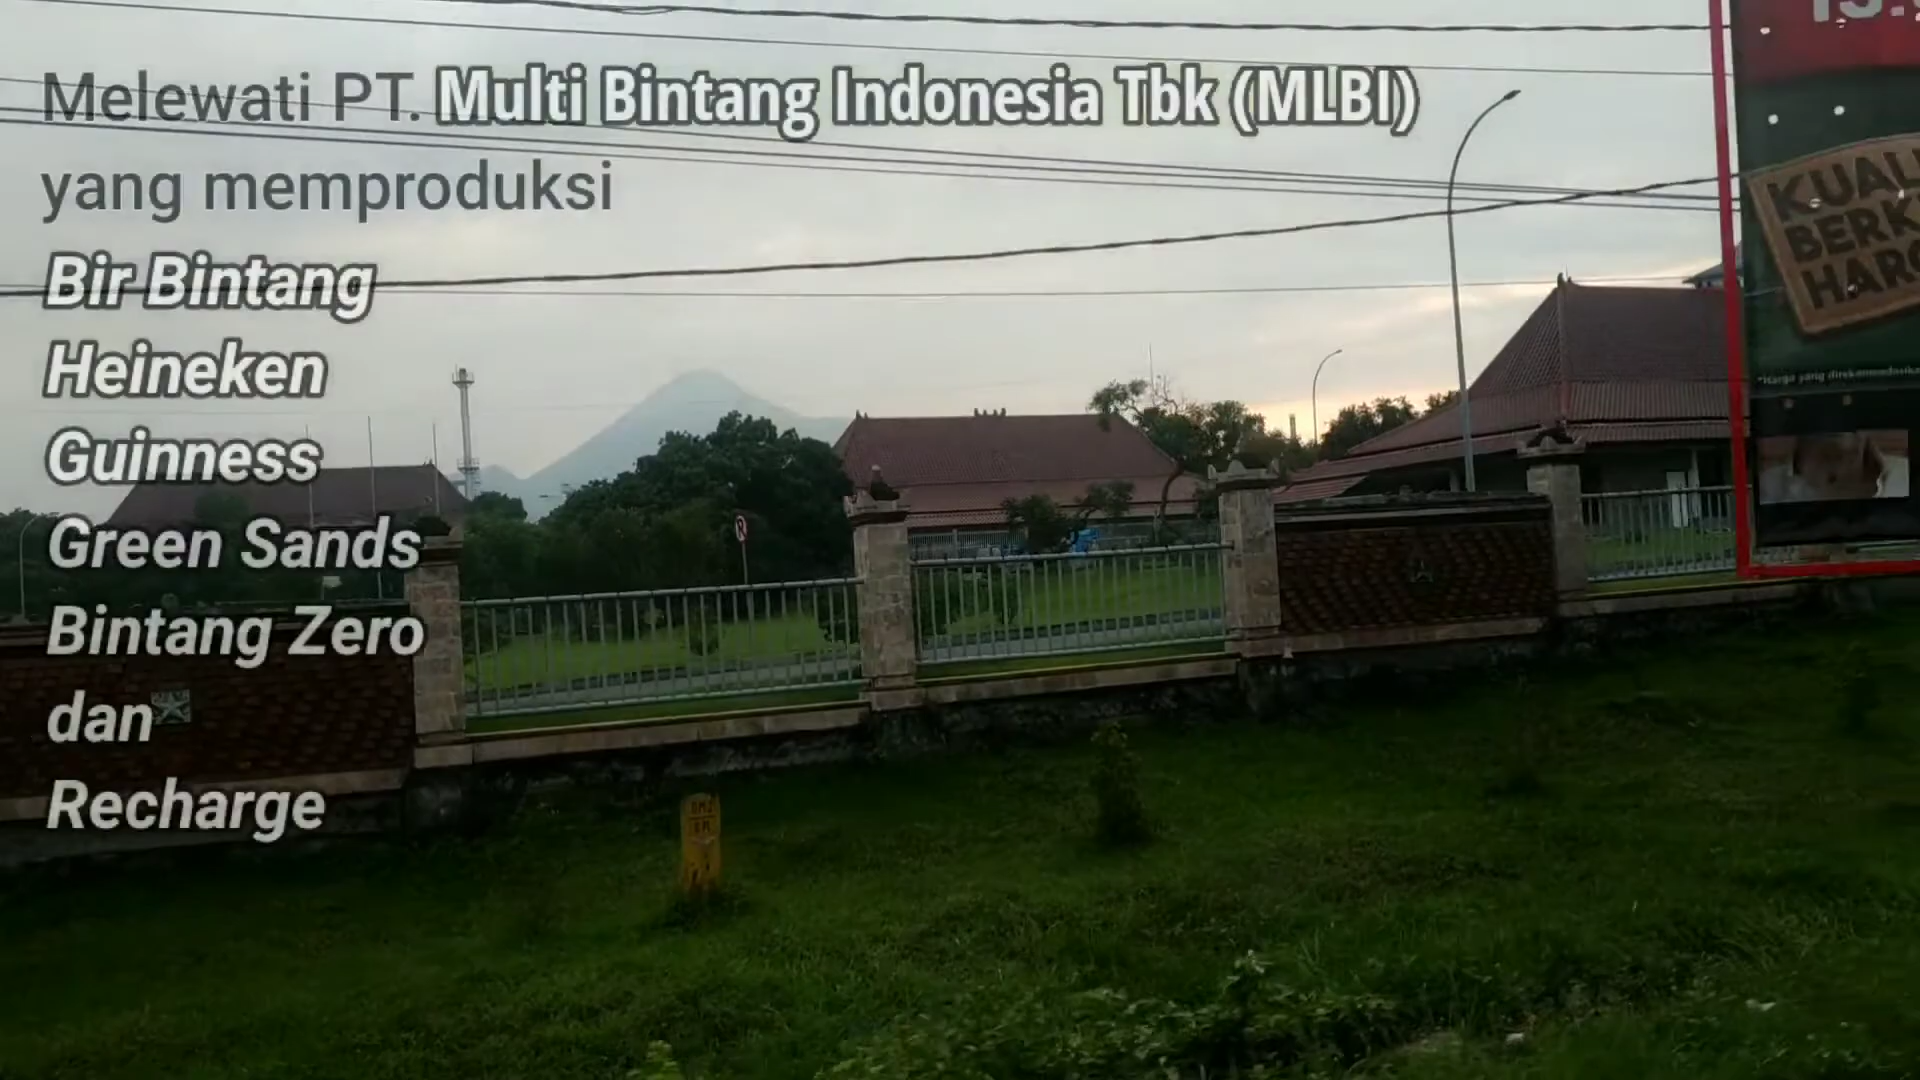 Melewati PT. Multi Bintang Indonesia Tbk (MLBI)
yang memproduksi
Bir Bintang
Heineken
Guinness
Green Sands
Bintang Zero
dan
Recharge